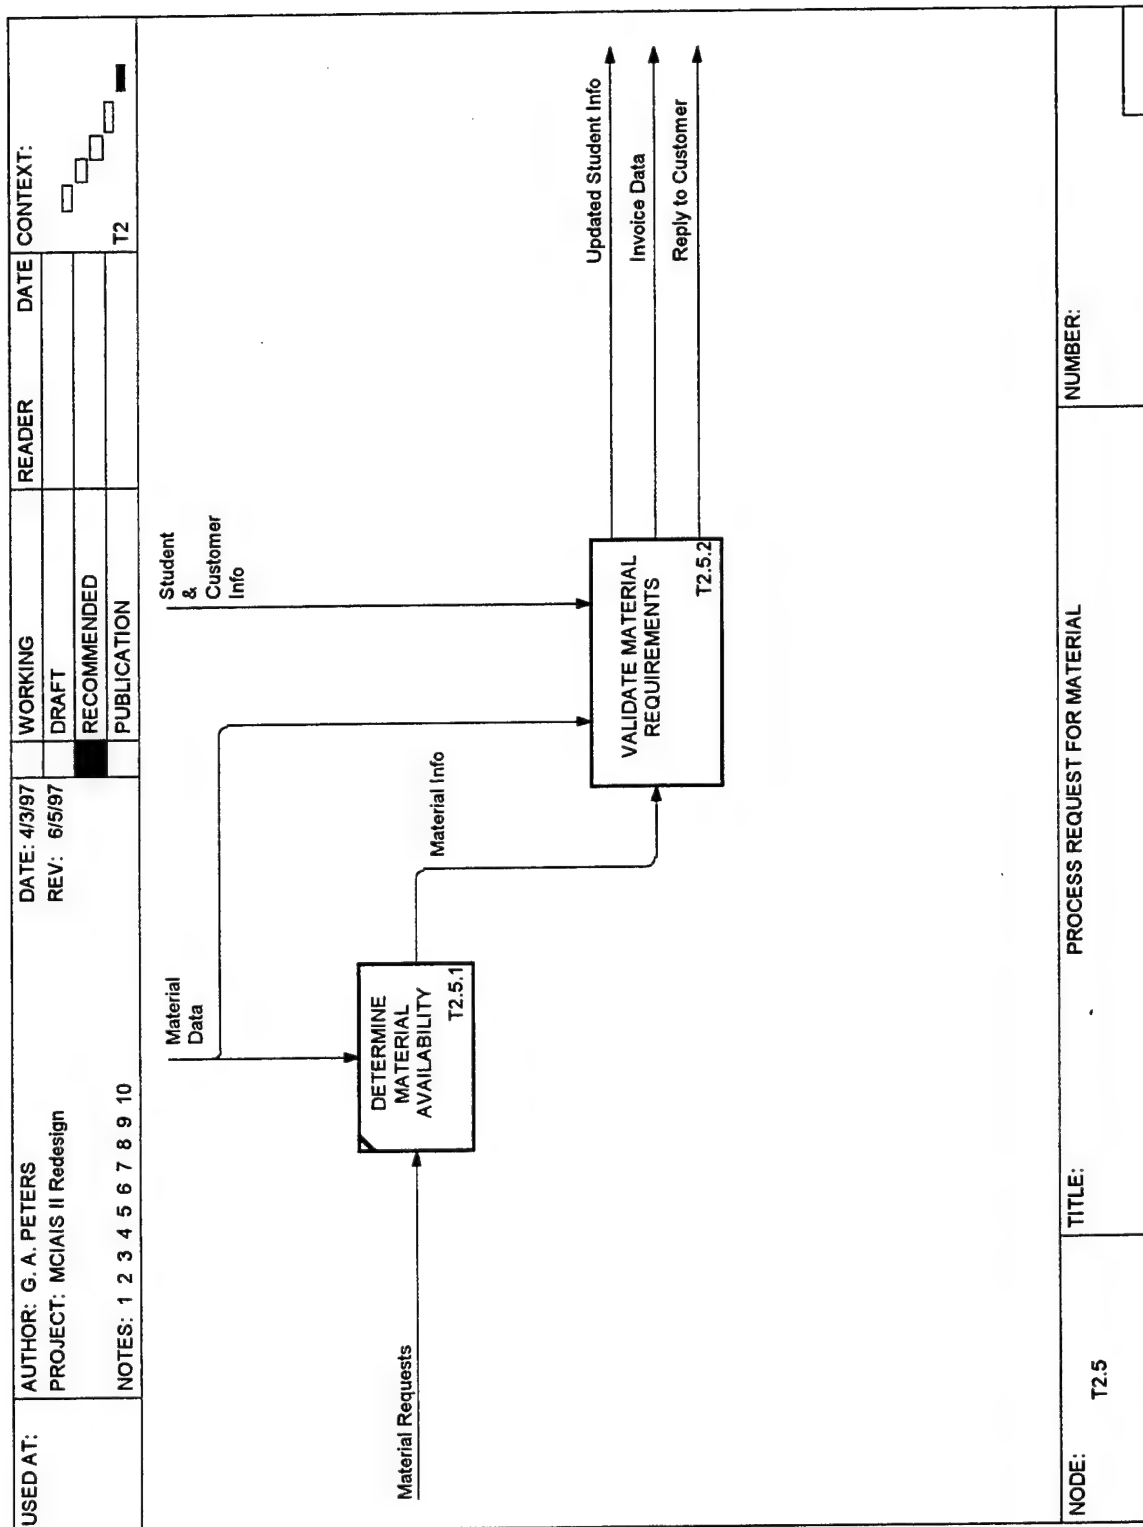 USED AT:
AUTHOR: G. A. PETERS
PROJECT: MCIAIS II Redesign
NOTES: 1 2 3 4 5 6 7 8 9 10
DATE: 4/3/97
REV: 6/5/97
WORKING
DRAFT
RECOMMENDED
PUBLICATION
READER
DATE
CONTEXT:
T2
Material
Data
Student
&
Customer
Info
Material Requests
DETERMINE
MATERIAL
AVAILABILITY
T2.5.1
Material Info
VALIDATE MATERIAL
REQUIREMENTS
T2.5.2
Updated Student Info
Invoice Data
Reply to Customer
NODE:
T2.5
TITLE:
PROCESS REQUEST FOR MATERIAL
NUMBER: